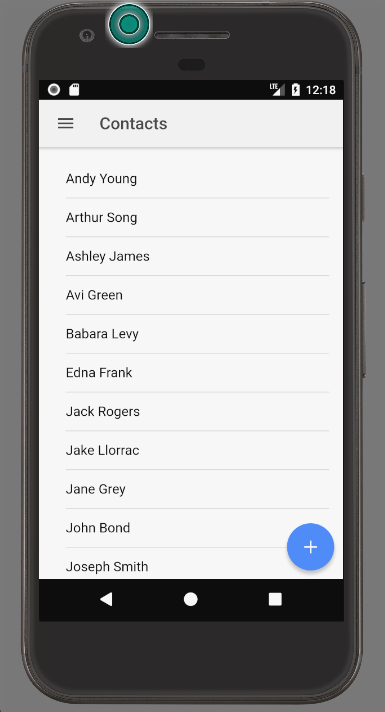 LTE 12:18
Contacts
Andy Young
Arthur Song
Ashley James
Avi Green
Babara Levy
Edna Frank
Jack Rogers
Jake Llorrac
Jane Grey
John Bond
Joseph Smith